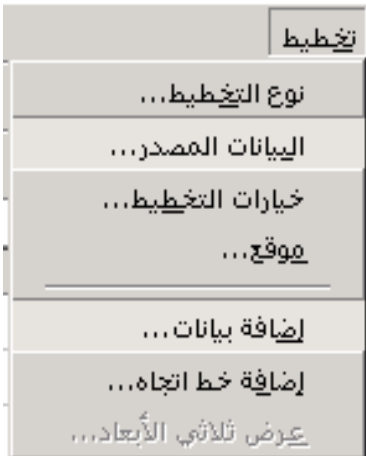 تخطيط
نوع التخطيط...
البيانات المصدر...
خيارات التخطيط...
موقع...
إضافة بيانات...
إضافة خط اتجاه...
عرض ثلاثي الأبعاد...